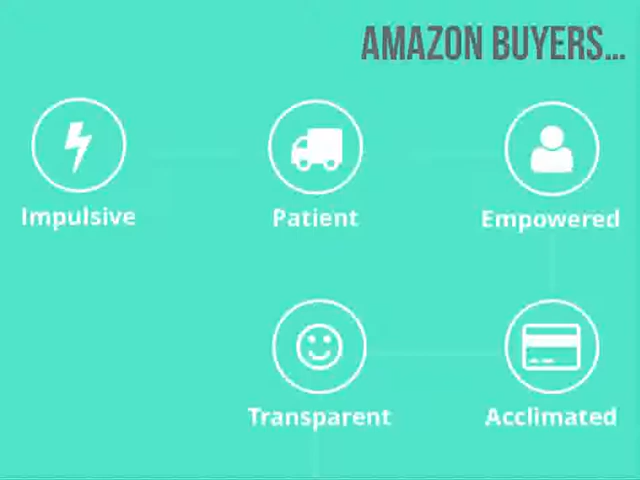 AMAZON BUYERS...
Impulsive
Patient
Empowered
Transparent
Acclimated